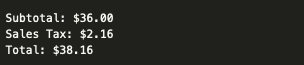 Subtotal: $36.00
Sales Tax: $2.16
Total: $38.16